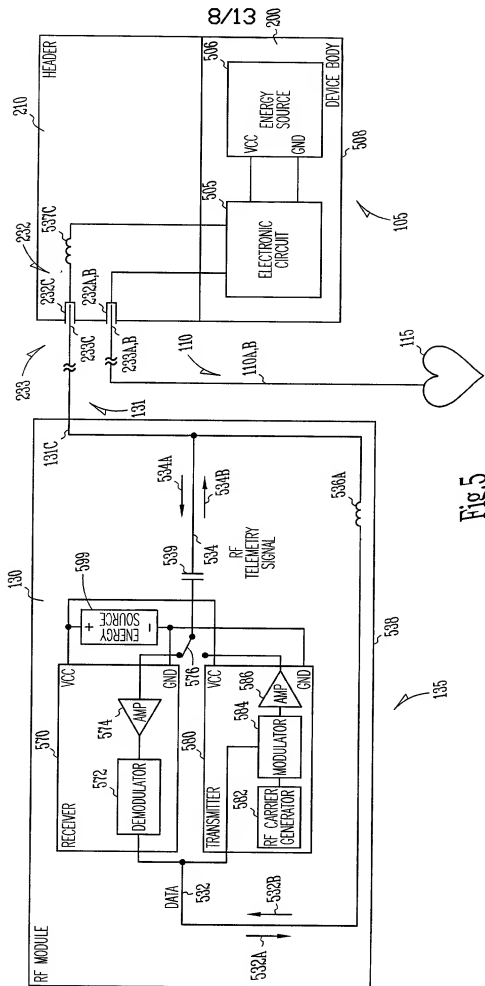 8/13
RF MODULE
130
570
RECEIVER
572
DEMODULATOR
574
AMP
VCC
GND
599
+
ENERGY
SOURCE
-
576
539
534
534A
534B
RF
TELEMETRY
SIGNAL
DATA
532
532A
532B
580
TRANSMITTER
582
RF CARRIER
GENERATOR
584
MODULATOR
586
AMP
VCC
GND
536A
538
135
131C
131
233
233C
232C
232
233A,B
232A,B
110
110A,B
115
537C
210
HEADER
505
ELECTRONIC
CIRCUIT
VCC
GND
506
ENERGY
SOURCE
200
DEVICE BODY
508
105
Fig.5